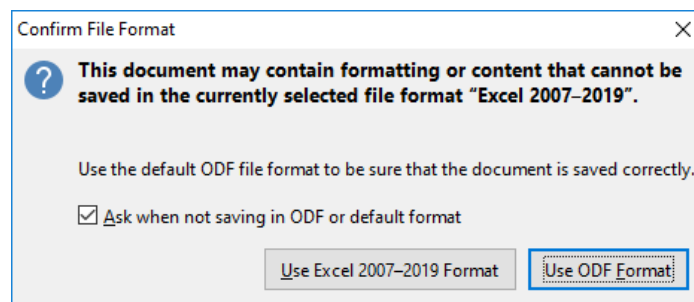 Confirm File Format
This document may contain formatting or content that cannot be
saved in the currently selected file format “Excel 2007–2019”.
Use the default ODF file format to be sure that the document is saved correctly.
Ask when not saving in ODF or default format
Use Excel 2007–2019 Format Use ODF Format